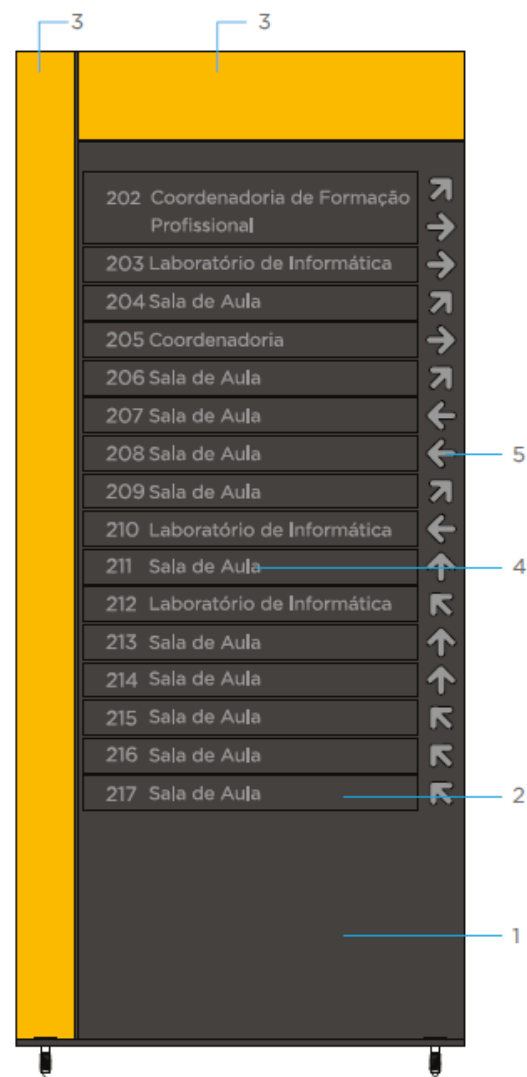 3
3
202 Coordenadoria de Formação
Profissional
203 Laboratório de Informática
204 Sala de Aula
205 Coordenadoria
206 Sala de Aula
207 Sala de Aula
208 Sala de Aula
5
209 Sala de Aula
210 Laboratório de Informática
211 Sala de Aula
4
212 Laboratório de Informática
213 Sala de Aula
214 Sala de Aula
215 Sala de Aula
216 Sala de Aula
217 Sala de Aula
2
1